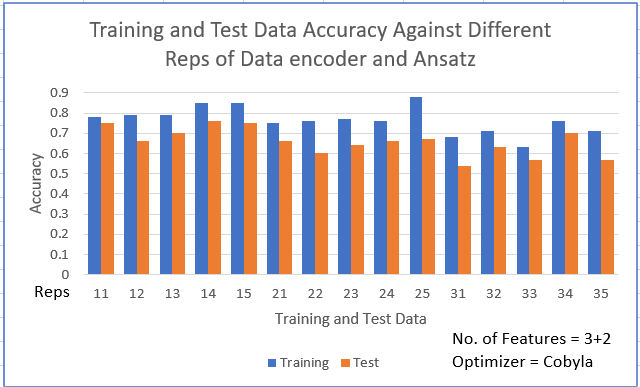 Training and Test Data Accuracy Against Different
Reps of Data encoder and Ansatz
Accuracy
0.9
0.8
0.7
0.6
0.5
0.4
0.3
0.2
0.1
0
Reps 11 12 13 14 15 21 22 23 24 25 31 32 33 34 35
Training and Test Data
No. of Features = 3+2
Optimizer = Cobyla
Training Test